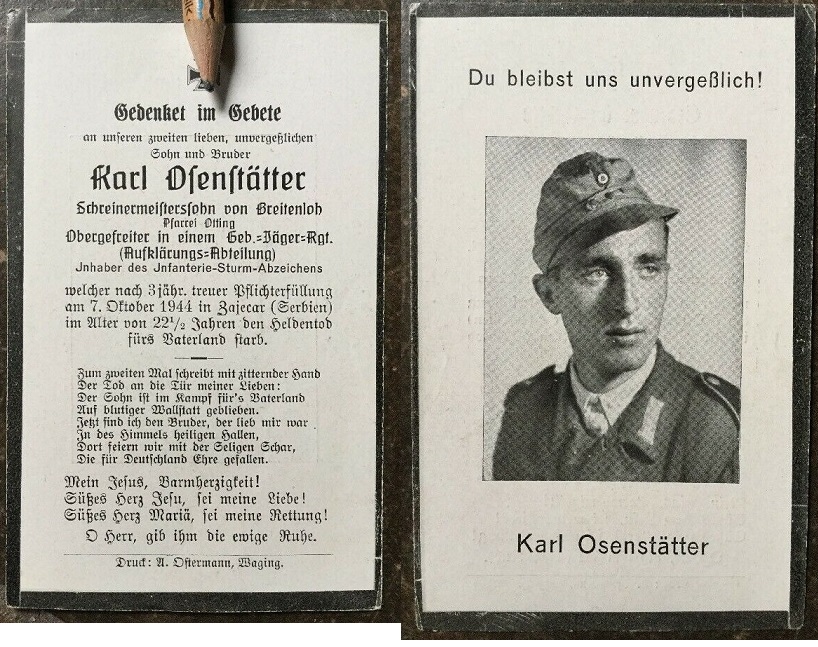 Gedenket im Gebete
an unseren zweiten lieben, unvergeßlichen
Sohn und Bruder
Karl Osenstätter
Schreinermeisterssohn von Breitenloh
Pfarrei Otting
Obergefreiter in einem Geb.=Jäger=Rgt.
(Aufklärungs=Abteilung)
Jnhaber des Jnfanterie-Sturm-Abzeichens
welcher nach 3jähr. treuer Pflichterfüllung
am 7. Oktober 1944 in Zajecar (Serbien)
im Alter von 22½ Jahren den Heldentod
fürs Vaterland starb.
Zum zweiten Mal schreibt mit zitternder Hand
Der Tod an die Tür meiner Lieben:
Der Sohn ist im Kampf für's Vaterland
Auf blutiger Wallstatt geblieben.
Jetzt find ich den Bruder, der lieb mir war
Jn des Himmels heiligen Hallen,
Dort feiern wir mit der Seligen Schar,
Die für Deutschland Ehre gefallen.
Mein Jesus, Barmherzigkeit!
Süßes Herz Jesu, sei meine Liebe!
Süßes Herz Mariä, sei meine Rettung!
O Herr, gib ihm die ewige Ruhe.
Druck: A. Ostermann, Waging.
Du bleibst uns unvergeßlich!
Karl Osenstätter